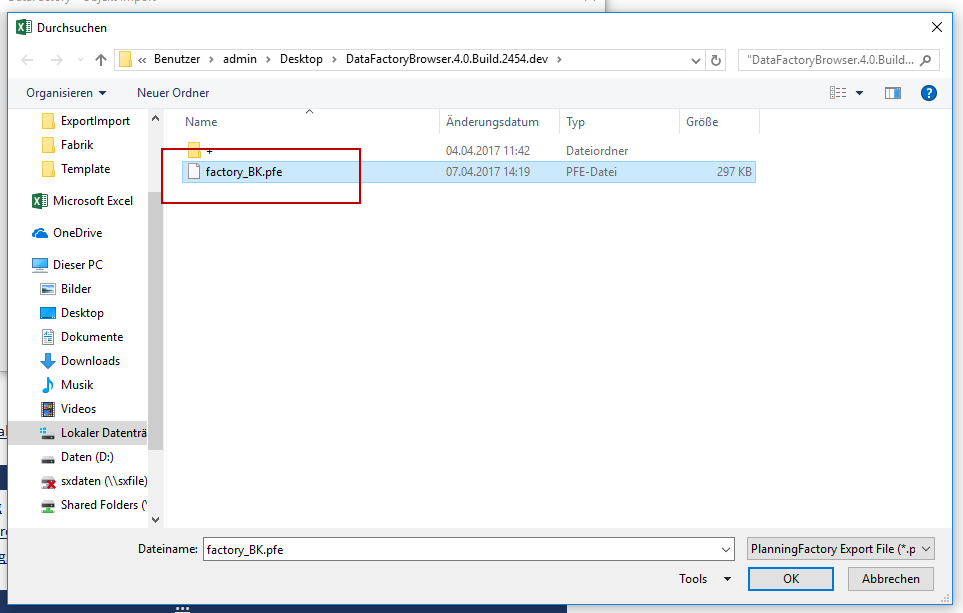 Durchsuchen
« Benutzer > admin > Desktop > DataFactoryBrowser.4.0.Build.2454.dev >
"DataFactoryBrowser.4.0.Build...
Organisieren
Neuer Ordner
?
ExportImport
Fabrik
Template
Microsoft Excel
OneDrive
Dieser PC
Bilder
Desktop
Dokumente
Downloads
Musik
Videos
Lokaler Datenträ
Daten (D:)
sxdaten (\\sxfile)
Shared Folders (
Name Änderungsdatum Typ Größe
+ 04.04.2017 11:42 Dateiordner
factory_BK.pfe 07.04.2017 14:19 PFE-Datei 297 KB
Dateiname: factory_BK.pfe PlanningFactory Export File (*.p
Tools OK Abbrechen